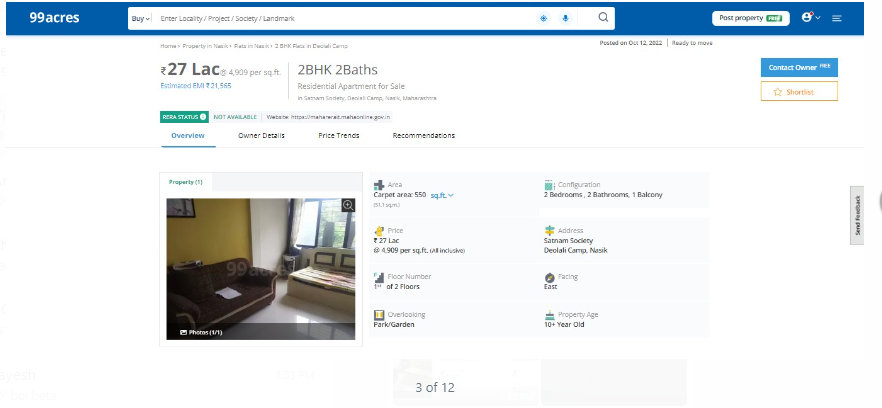 99acres
Buy
Enter Locality / Project / Society / Landmark
Post property FREE
Home › Property in Nasik › Flats in Nasik › 2 BHK Flats in Deolali Camp
Posted on Oct 12, 2022 | Ready to move
₹27 Lac @ 4,909 per sq.ft.
Estimated EMI ₹ 21,565
2BHK 2Baths
Residential Apartment for Sale
in Satnam Society, Deolali Camp, Nasik, Maharashtra
Contact Owner FREE
Shortlist
RERA STATUS NOT AVAILABLE Website: https://maharerait.mahaonline.gov.in
Overview Owner Details Price Trends Recommendations
Property (1)
99acres
Photos (1/1)
Area
Carpet area: 550 sq.ft.
(51.1 sq.m.)
Configuration
2 Bedrooms , 2 Bathrooms, 1 Balcony
Price
₹ 27 Lac
@ 4,909 per sq.ft. (All inclusive)
Address
Satnam Society
Deolali Camp, Nasik
Floor Number
1st of 2 Floors
Facing
East
Overlooking
Park/Garden
Property Age
10+ Year Old
Send Feedback
3 of 12